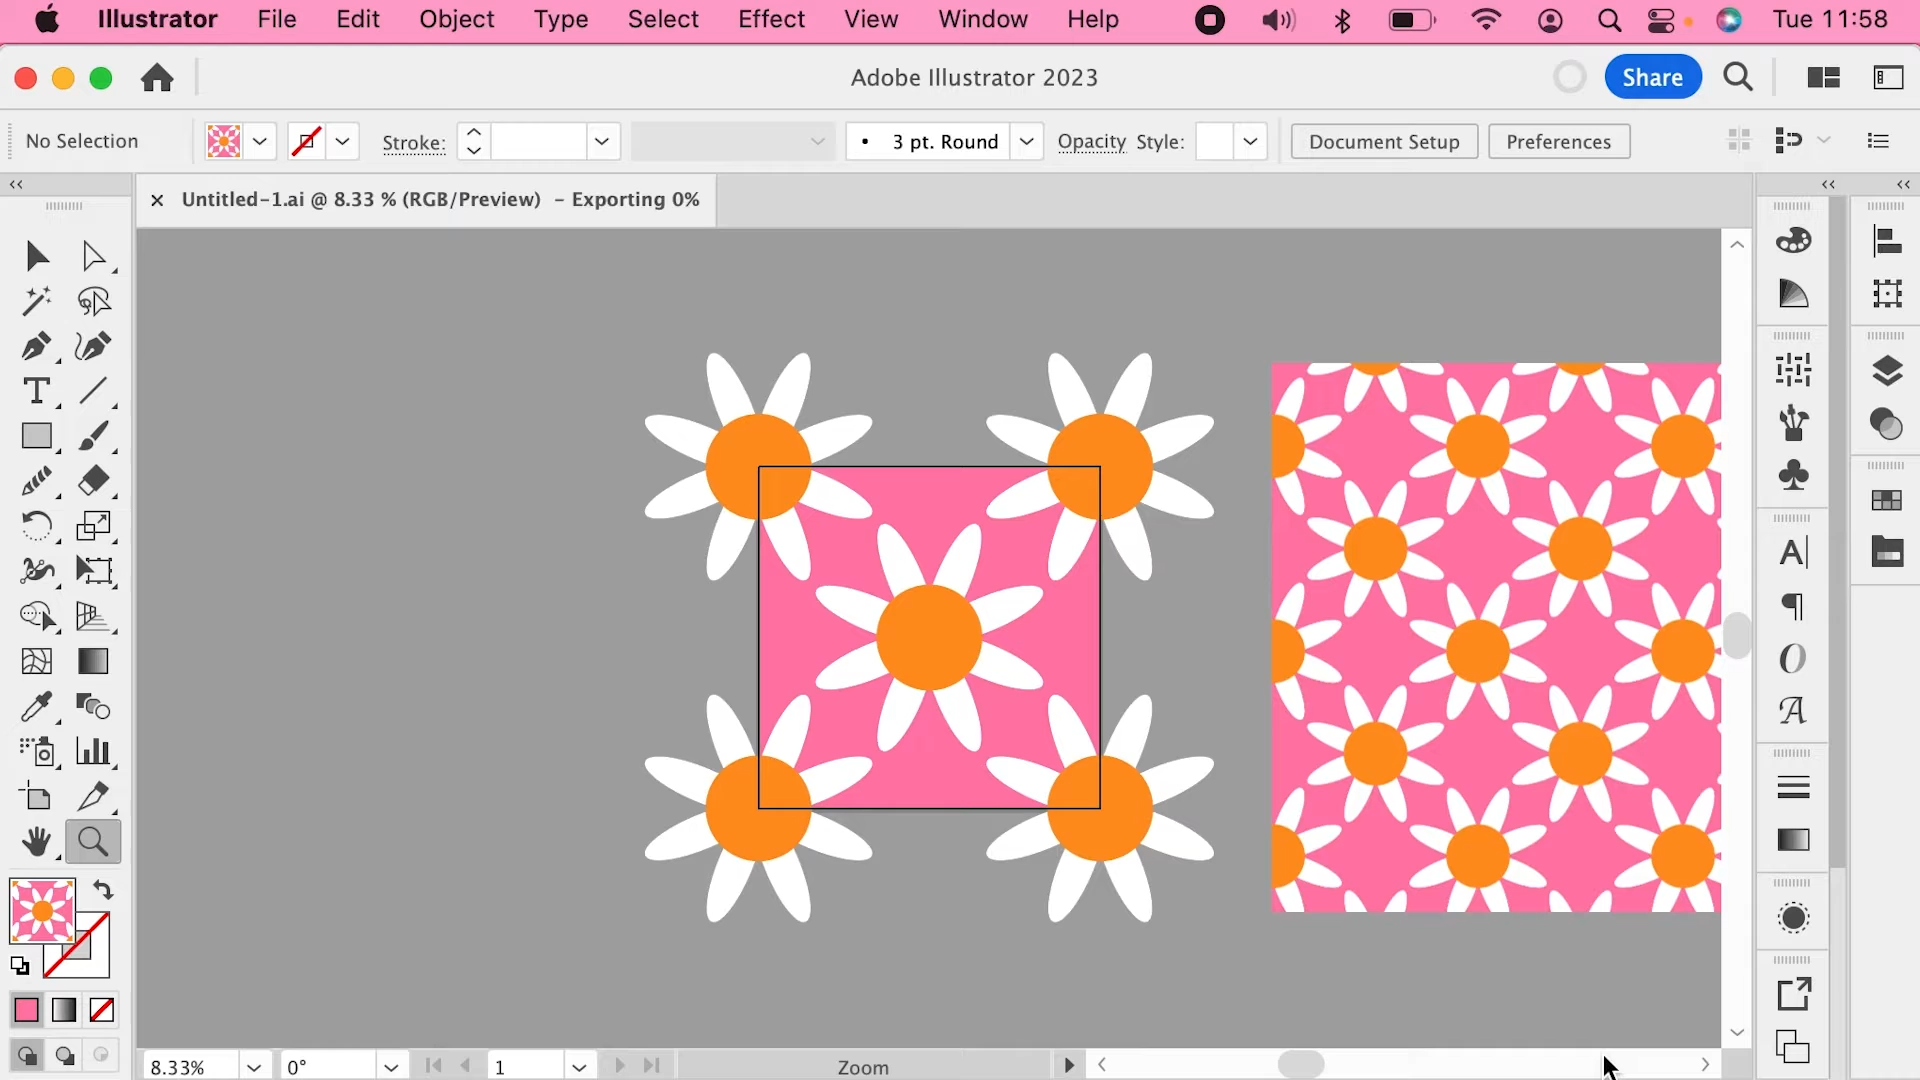 Illustrator File Edit Object Type Select Effect View Window Help Tue 11:58
Adobe Illustrator 2023
Share
No Selection Stroke: 3 pt. Round Opacity Style: Document Setup Preferences
Untitled-1.ai @ 8.33 % (RGB/Preview) - Exporting 0%
8.33% 0° 1 Zoom